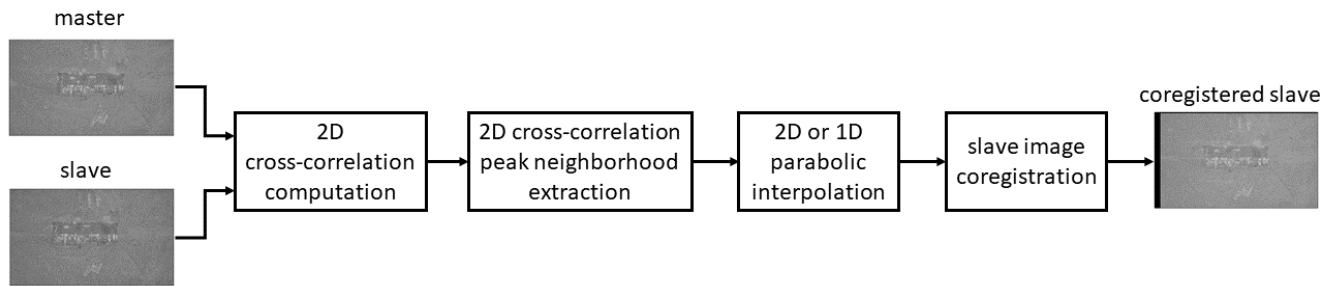 master
slave
2D
cross-correlation
computation
2D cross-correlation
peak neighborhood
extraction
2D or 1D
parabolic
interpolation
slave image
coregistration
coregistered slave